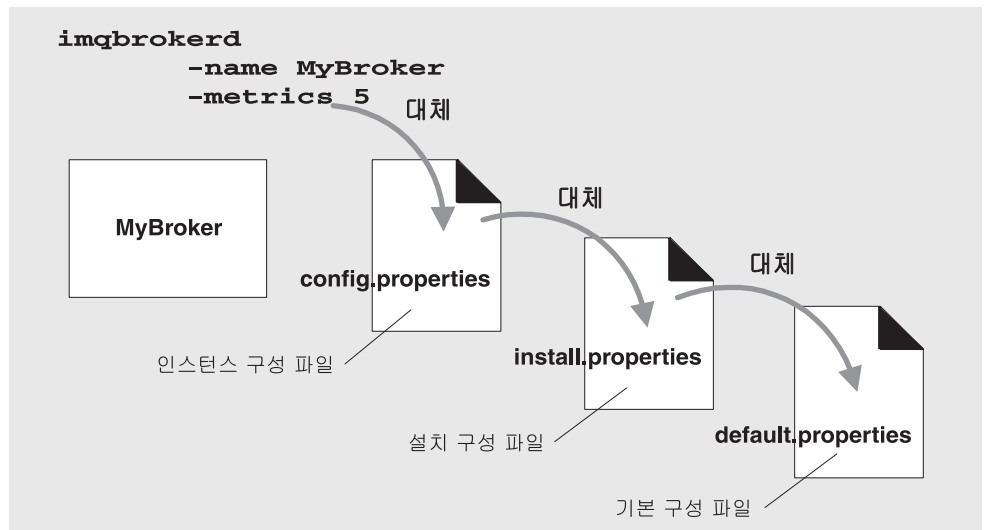 imqbrokerd
-name MyBroker
-metrics 5
대체
MyBroker
대체
config.properties
대체
인스턴스 구성 파일
install.properties
설치 구성 파일
default.properties
기본 구성 파일